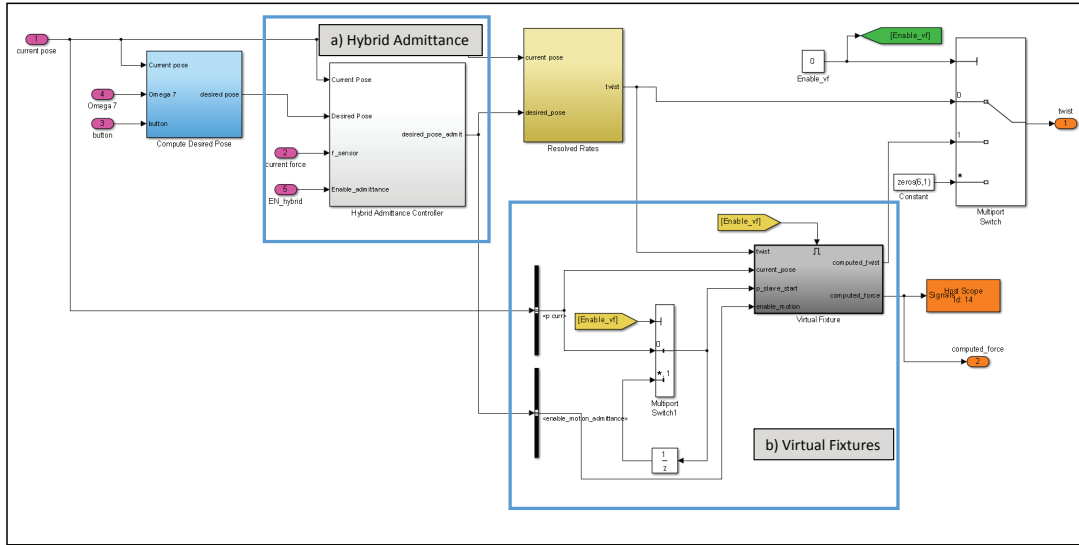 1
current pose
Current pose
4
Omega 7
Omega 7
desired pose
3
button
button
Compute Desired Pose
a) Hybrid Admittance
Current Pose
Desired Pose
desired_pose_admit
2
current force
f_sensor
5
EN_hybrid
Enable_admittance
Hybrid Admittance Controller
current pose
twist
desired_pose
Resolved Rates
[Enable_vf]
0
Enable_vf
0
1
*
zeros(6,1)
Constant
Multiport
Switch
twist
1
[Enable_vf]
twist
current_pose
p_slave_start
enable_motion
computed_twist
computed_force
Virtual Fixture
Signals
Host Scope
Id: 14
computed_force
2
<p curr>
[Enable_vf]
0
*, 1
Multiport
Switch1
<enable_motion_admittance>
1
z
b) Virtual Fixtures